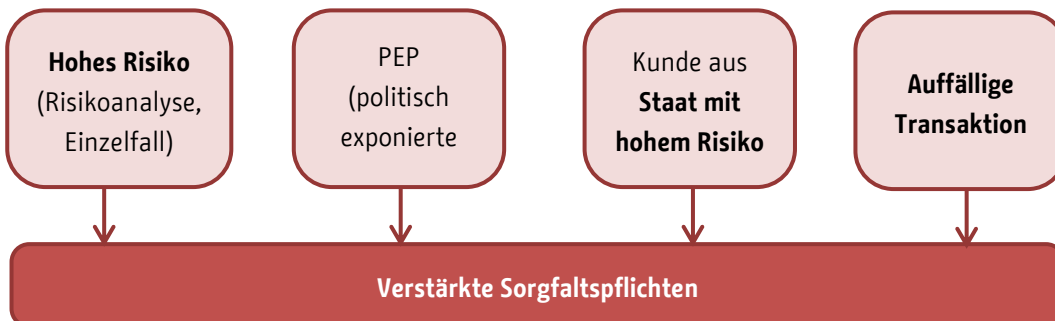 Hohes Risiko
(Risikoanalyse,
Einzelfall)
PEP
(politisch
exponierte
Kunde aus
Staat mit
hohem Risiko
Auffällige
Transaktion
Verstärkte Sorgfaltspflichten